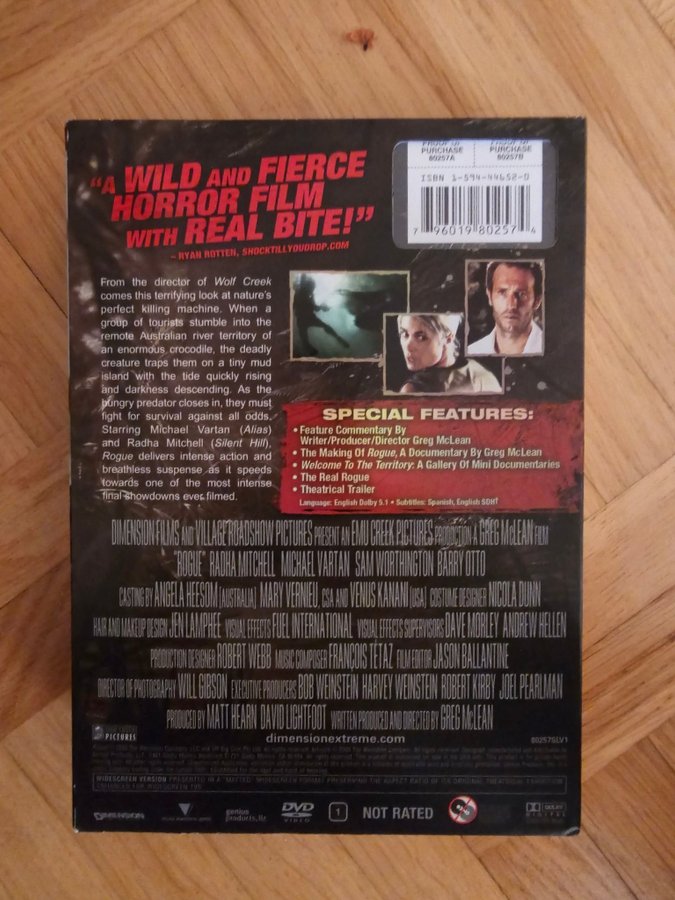 PROOF OF PURCHASE 80257A
PROOF OF PURCHASE 80257B
ISBN 1-594-44652-0
7 96019 80257 4
"A WILD AND FIERCE
HORROR FILM
WITH REAL BITE!"
– RYAN ROTTEN, SHOCKTILLYOUDROP.COM
From the director of Wolf Creek
comes this terrifying look at nature's
perfect killing machine. When a
group of tourists stumble into the
remote Australian river territory of
an enormous crocodile, the deadly
creature traps them on a tiny mud
island with the tide quickly rising
and darkness descending. As the
hungry predator closes in, they must
fight for survival against all odds.
Starring Michael Vartan (Alias)
and Radha Mitchell (Silent Hill),
Rogue delivers intense action and
breathless suspense as it speeds
towards one of the most intense
final showdowns ever filmed.
SPECIAL FEATURES:
• Feature Commentary By
Writer/Producer/Director Greg McLean
• The Making Of Rogue, A Documentary By Greg McLean
• Welcome To The Territory: A Gallery Of Mini Documentaries
• The Real Rogue
• Theatrical Trailer
Language: English Dolby 5.1 • Subtitles: Spanish, English SDH†
DIMENSION FILMS AND VILLAGE ROADSHOW PICTURES PRESENT AN EMU CREEK PICTURES PRODUCTION A GREG McLEAN FILM
"ROGUE" RADHA MITCHELL MICHAEL VARTAN SAM WORTHINGTON BARRY OTTO
CASTING BY ANGELA HEESOM (AUSTRALIA) MARY VERNIEU, CSA AND VENUS KANANI (USA) COSTUME DESIGNER NICOLA DUNN
HAIR AND MAKEUP DESIGN JEN LAMPHEE VISUAL EFFECTS FUEL INTERNATIONAL VISUAL EFFECTS SUPERVISORS DAVE MORLEY ANDREW HELLEN
PRODUCTION DESIGNER ROBERT WEBB MUSIC COMPOSER FRANÇOIS TÉTAZ FILM EDITOR JASON BALLANTINE
DIRECTOR OF PHOTOGRAPHY WILL GIBSON EXECUTIVE PRODUCERS BOB WEINSTEIN HARVEY WEINSTEIN ROBERT KIRBY JOEL PEARLMAN
PRODUCED BY MATT HEARN DAVID LIGHTFOOT WRITTEN PRODUCED AND DIRECTED BY GREG McLEAN
PICTURES
dimensionextreme.com
80257SLV1
DIMENSION
genius products, llc
DVD VIDEO
1
NOT RATED
DOLBY DIGITAL